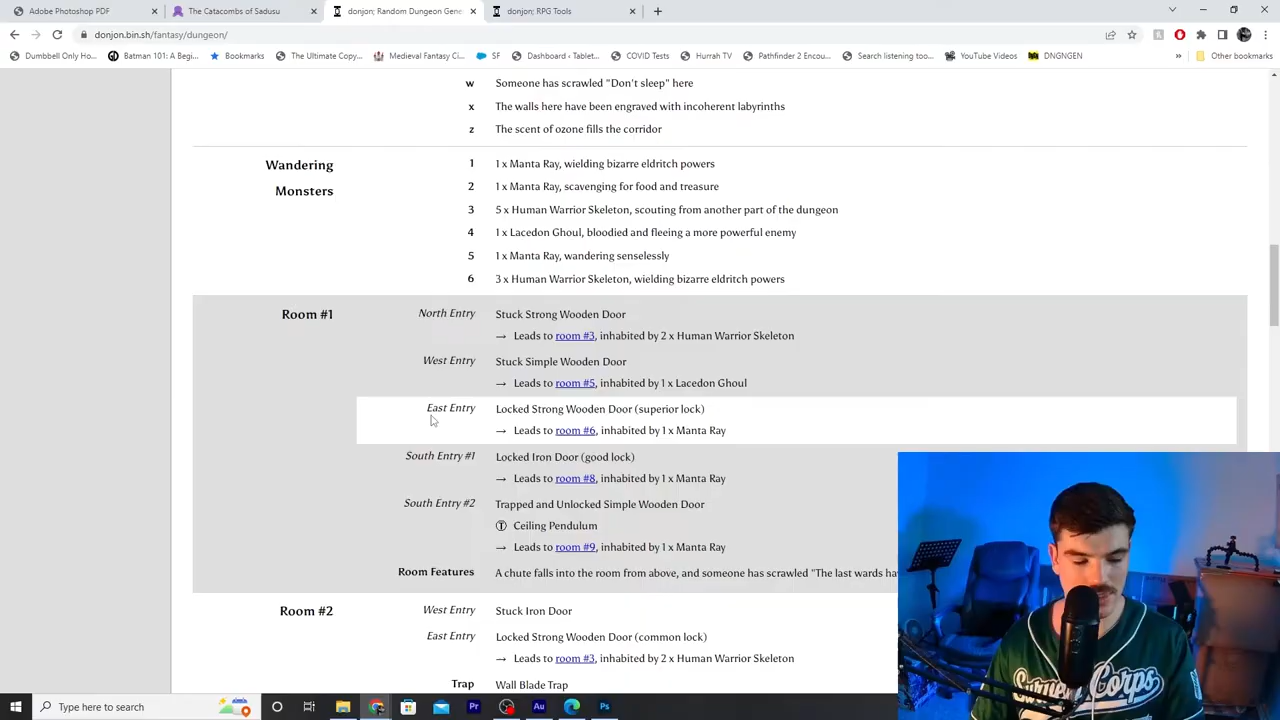 Adobe Photoshop PDF
The Catacombs of Sadusu
donjon; Random Dungeon Gene
donjon; RPG Tools
donjon.bin.sh/fantasy/dungeon/
Dumbbell Only Ho...
Batman 101: A Begi...
Bookmarks
The Ultimate Copy...
Medieval Fantasy Ci...
SF
Dashboard ‹ Tablet...
COVID Tests
Hurrah TV
Pathfinder 2 Encou...
Search listening too...
YouTube Videos
DNGNGEN
»
Other bookmarks
w Someone has scrawled "Don't sleep" here
x The walls here have been engraved with incoherent labyrinths
z The scent of ozone fills the corridor
Wandering
Monsters
1 1 x Manta Ray, wielding bizarre eldritch powers
2 1 x Manta Ray, scavenging for food and treasure
3 5 x Human Warrior Skeleton, scouting from another part of the dungeon
4 1 x Lacedon Ghoul, bloodied and fleeing a more powerful enemy
5 1 x Manta Ray, wandering senselessly
6 3 x Human Warrior Skeleton, wielding bizarre eldritch powers
Room #1
North Entry Stuck Strong Wooden Door
→ Leads to room #3, inhabited by 2 x Human Warrior Skeleton
West Entry Stuck Simple Wooden Door
→ Leads to room #5, inhabited by 1 x Lacedon Ghoul
East Entry Locked Strong Wooden Door (superior lock)
→ Leads to room #6, inhabited by 1 x Manta Ray
South Entry #1 Locked Iron Door (good lock)
→ Leads to room #8, inhabited by 1 x Manta Ray
South Entry #2 Trapped and Unlocked Simple Wooden Door
Ⓣ Ceiling Pendulum
→ Leads to room #9, inhabited by 1 x Manta Ray
Room Features A chute falls into the room from above, and someone has scrawled "The last wards ha
Room #2
West Entry Stuck Iron Door
East Entry Locked Strong Wooden Door (common lock)
→ Leads to room #3, inhabited by 2 x Human Warrior Skeleton
Trap Wall Blade Trap
Corps
Type here to search
Pr
Au
Ps